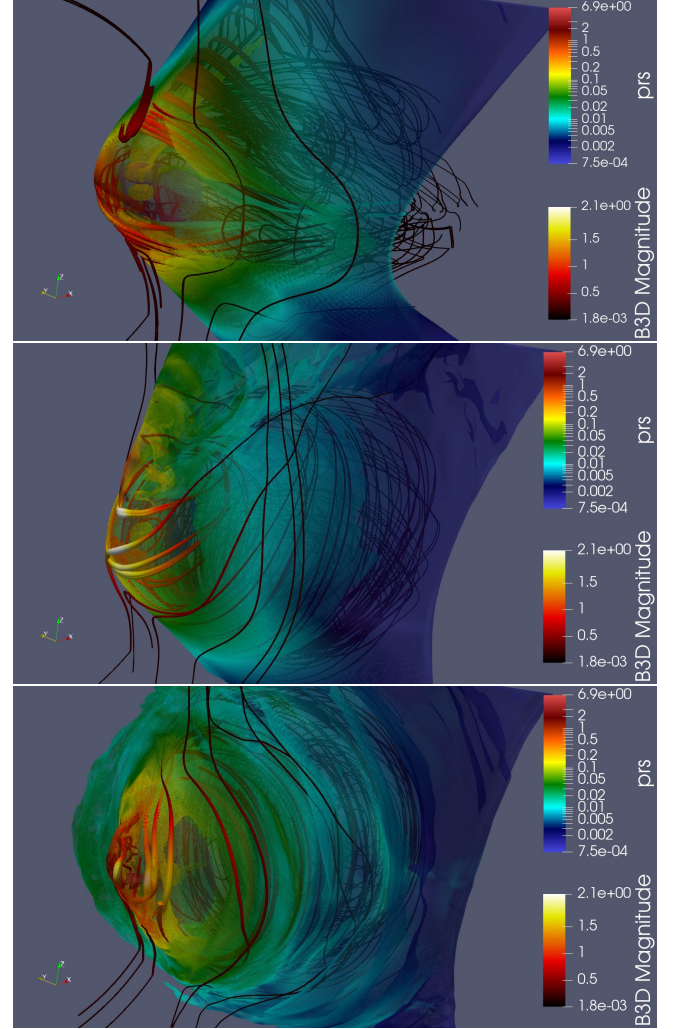 6.9e+00
2
1
0.5
0.2
0.1
0.05
0.02
0.01
0.005
0.002
7.5e-04
prs
2.1e+00
1.5
1
0.5
1.8e-03
B3D Magnitude
Z
Y
X
6.9e+00
2
1
0.5
0.2
0.1
0.05
0.02
0.01
0.005
0.002
7.5e-04
prs
2.1e+00
1.5
1
0.5
1.8e-03
B3D Magnitude
Z
Y
X
6.9e+00
2
1
0.5
0.2
0.1
0.05
0.02
0.01
0.005
0.002
7.5e-04
prs
2.1e+00
1.5
1
0.5
1.8e-03
B3D Magnitude
Z
Y
X